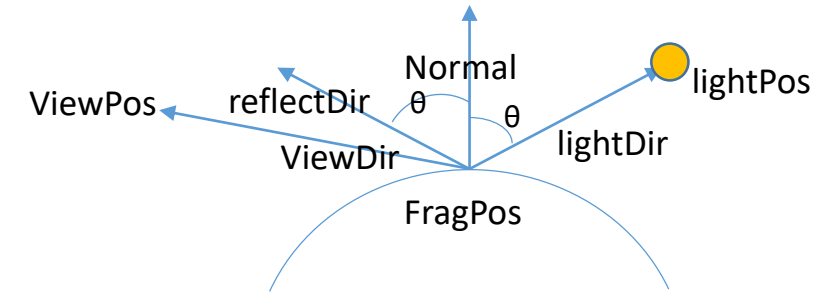 Normal
lightPos
ViewPos
reflectDir
θ
θ
lightDir
ViewDir
FragPos